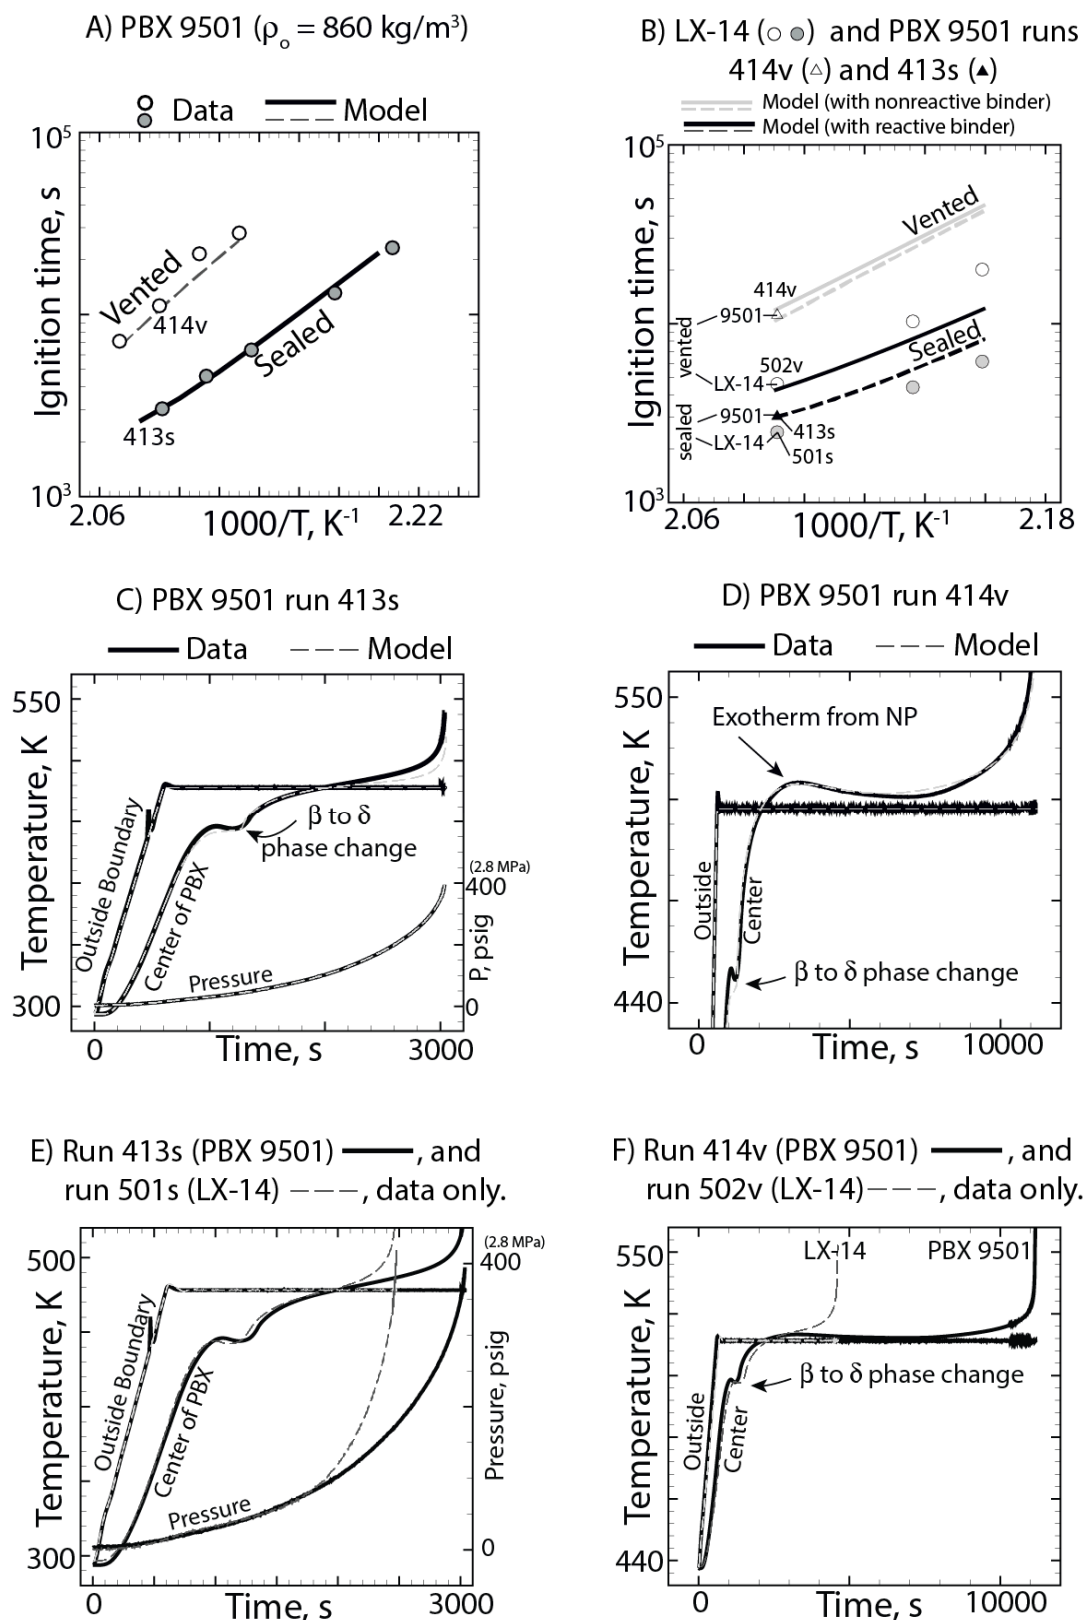 A) PBX 9501 (ρo = 860 kg/m³)
Data
Model
10⁵
Ignition time, s
Vented
414v
Sealed
413s
10³
2.06
1000/T, K⁻¹
2.22
B) LX-14 (○ ●) and PBX 9501 runs
414v (△) and 413s (▲)
Model (with nonreactive binder)
Model (with reactive binder)
10⁵
Ignition time, s
Vented
414v
9501
vented
502v
LX-14
Sealed
sealed
9501
413s
LX-14
501s
10³
2.06
1000/T, K⁻¹
2.18
C) PBX 9501 run 413s
Data
Model
550
Temperature, K
Outside Boundary
Center of PBX
β to δ
phase change
(2.8 MPa)
400
P, psig
Pressure
300
0
0
Time, s
3000
D) PBX 9501 run 414v
Data
Model
550
Temperature, K
Exotherm from NP
Outside
Center
β to δ phase change
440
0
Time, s
10000
E) Run 413s (PBX 9501) , and
run 501s (LX-14) , data only.
500
Temperature, K
(2.8 MPa)
400
Outside Boundary
Center of PBX
Pressure, psig
Pressure
300
0
0
Time, s
3000
F) Run 414v (PBX 9501) , and
run 502v (LX-14) , data only.
550
LX-14
PBX 9501
Temperature, K
β to δ phase change
Outside
Center
440
0
Time, s
10000